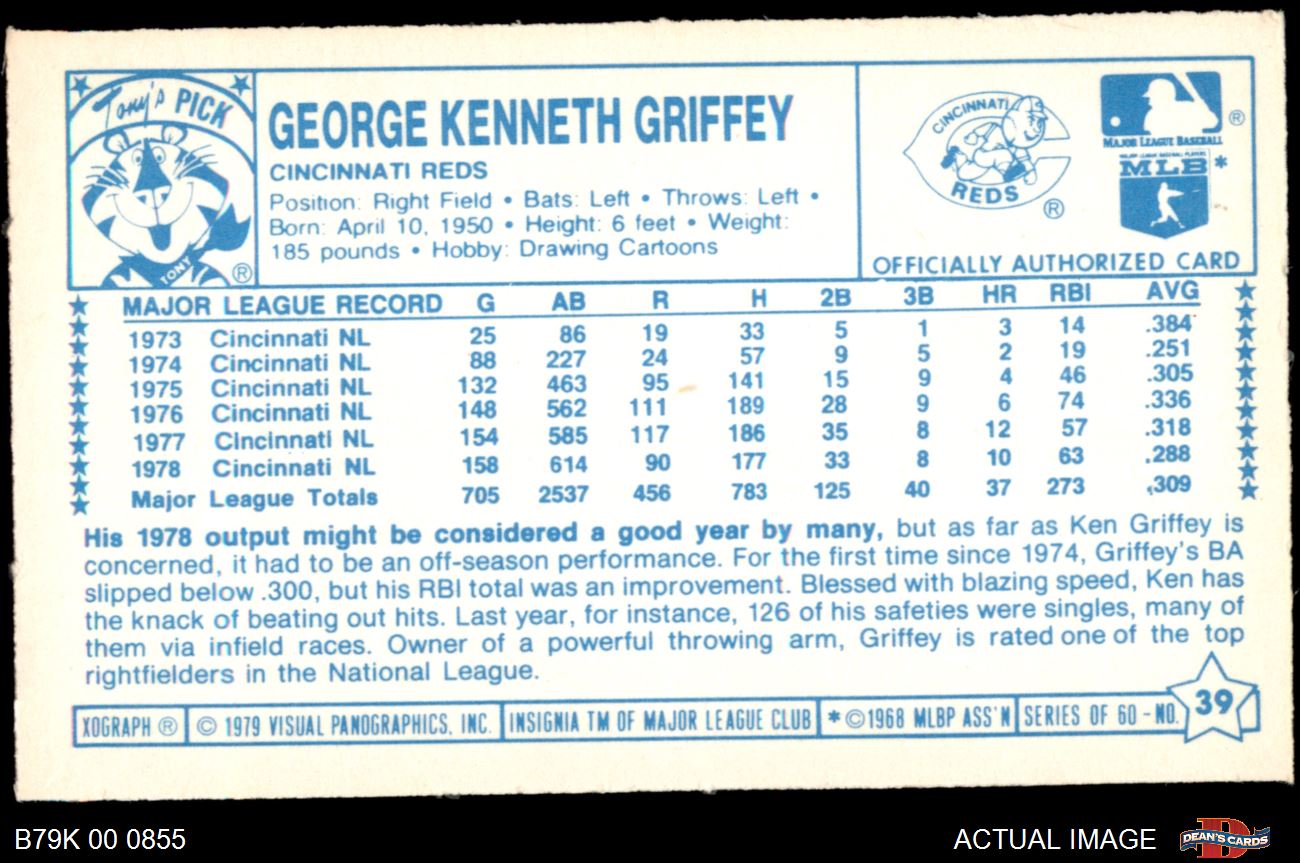 Tony's PICK
TONY
®
GEORGE KENNETH GRIFFEY
CINCINNATI REDS
Position: Right Field • Bats: Left • Throws: Left •
Born: April 10, 1950 • Height: 6 feet • Weight:
185 pounds • Hobby: Drawing Cartoons
CINCINNATI
REDS
®
®
MAJOR LEAGUE BASEBALL
MAJOR LEAGUE BASEBALL PLAYERS
MLB *
OFFICIALLY AUTHORIZED CARD
MAJOR LEAGUE RECORD G AB R H 2B 3B HR RBI AVG
1973 Cincinnati NL 25 86 19 33 5 1 3 14 .384
1974 Cincinnati NL 88 227 24 57 9 5 2 19 .251
1975 Cincinnati NL 132 463 95 141 15 9 4 46 .305
1976 Cincinnati NL 148 562 111 189 28 9 6 74 .336
1977 Cincinnati NL 154 585 117 186 35 8 12 57 .318
1978 Cincinnati NL 158 614 90 177 33 8 10 63 .288
Major League Totals 705 2537 456 783 125 40 37 273 .309
His 1978 output might be considered a good year by many, but as far as Ken Griffey is
concerned, it had to be an off-season performance. For the first time since 1974, Griffey's BA
slipped below .300, but his RBI total was an improvement. Blessed with blazing speed, Ken has
the knack of beating out hits. Last year, for instance, 126 of his safeties were singles, many of
them via infield races. Owner of a powerful throwing arm, Griffey is rated one of the top
rightfielders in the National League.
XOGRAPH ® © 1979 VISUAL PANOGRAPHICS, INC. INSIGNIA TM OF MAJOR LEAGUE CLUB * ©1968 MLBP ASS'N SERIES OF 60 - NO. 39
B79K 00 0855
ACTUAL IMAGE
DEAN'S CARDS